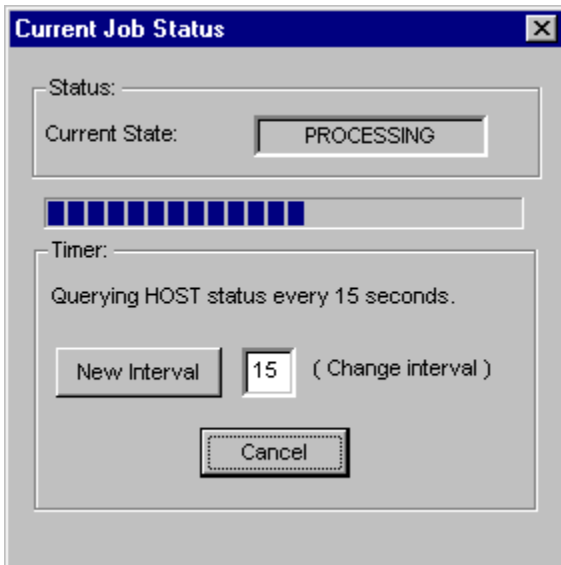 Current Job Status
Status:
Current State: PROCESSING
Timer:
Querying HOST status every 15 seconds.
New Interval 15 ( Change interval )
Cancel